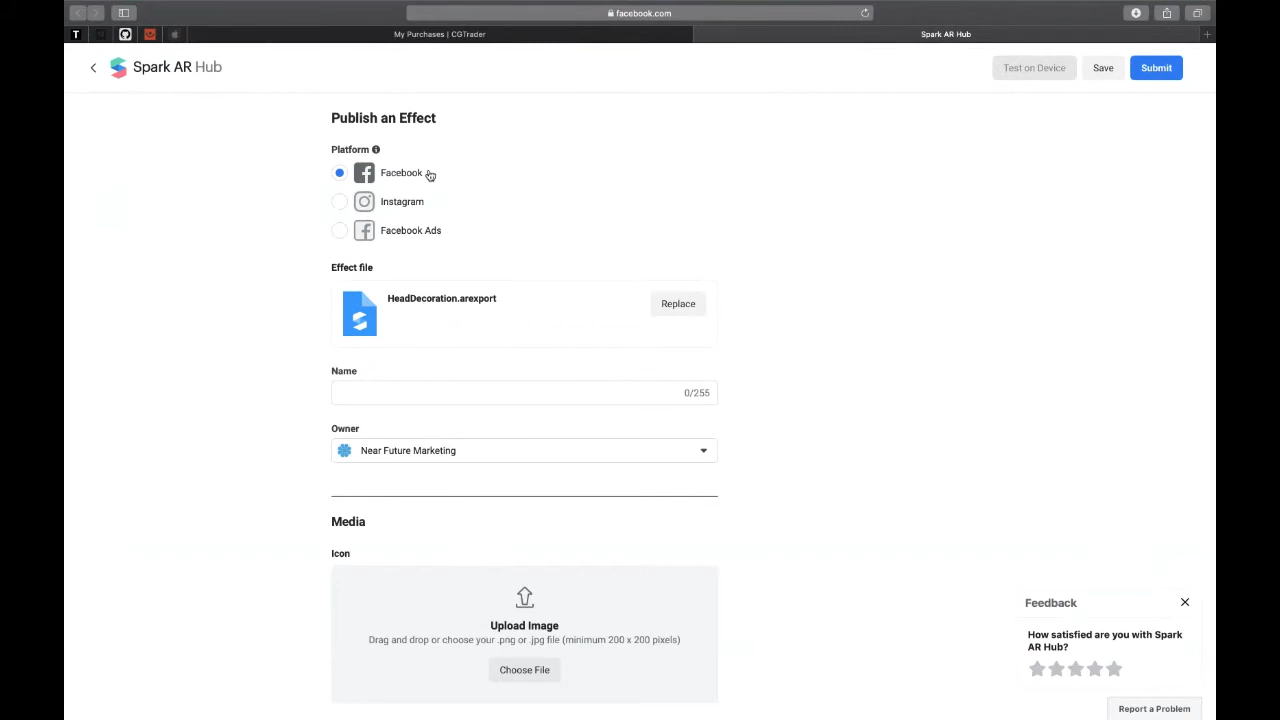 facebook.com
T
My Purchases | CGTrader
Spark AR Hub
Spark AR Hub
Test on Device
Save
Submit
Publish an Effect
Platform
Facebook
Instagram
Facebook Ads
Effect file
HeadDecoration.arexport
Replace
Name
0/255
Owner
Near Future Marketing
Media
Icon
Upload Image
Drag and drop or choose your .png or .jpg file (minimum 200 x 200 pixels)
Choose File
Feedback
How satisfied are you with Spark
AR Hub?
Report a Problem